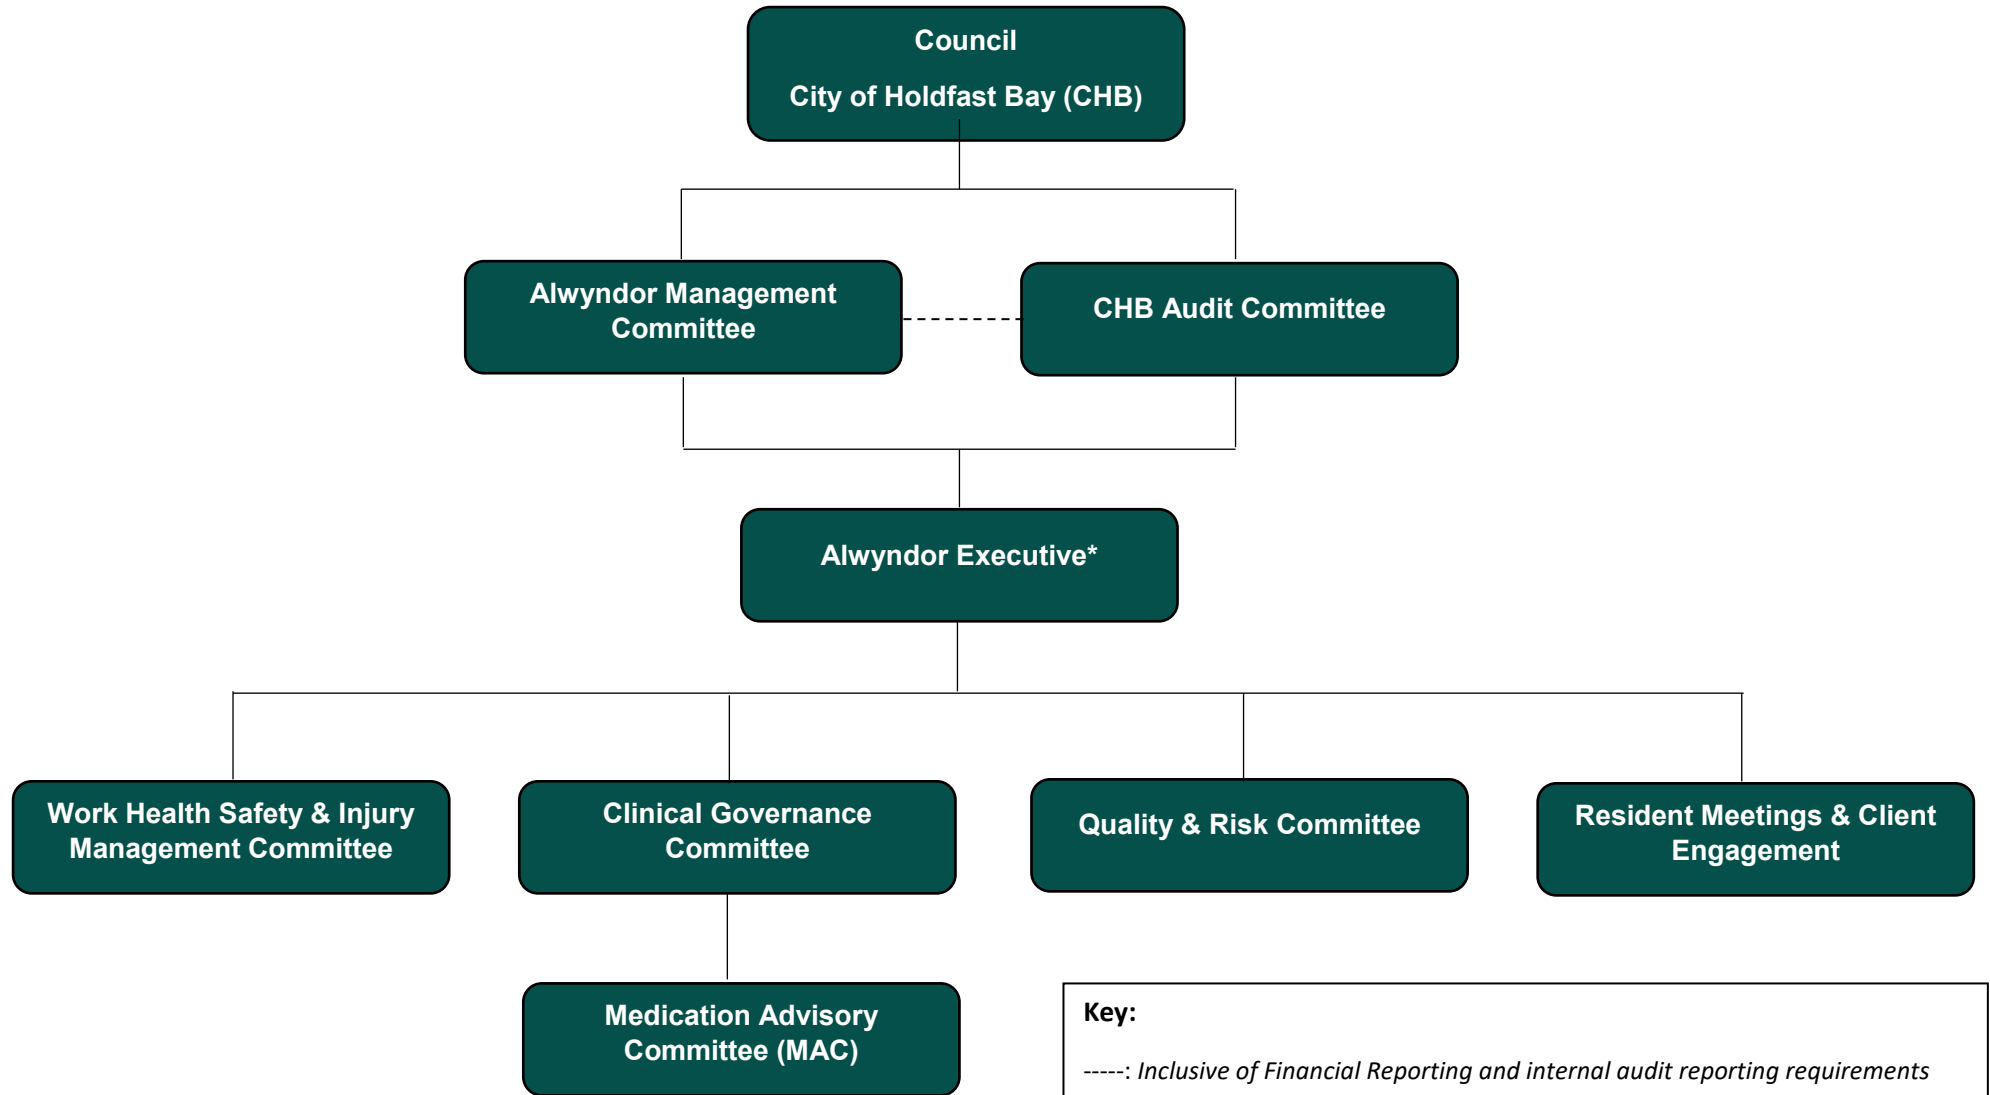 Council
City of Holdfast Bay (CHB)
Alwyndor Management
Committee
CHB Audit Committee
Alwyndor Executive*
Work Health Safety & Injury
Management Committee
Clinical Governance
Committee
Quality & Risk Committee
Resident Meetings & Client
Engagement
Medication Advisory
Committee (MAC)
Key:
-----: Inclusive of Financial Reporting and internal audit reporting requirements